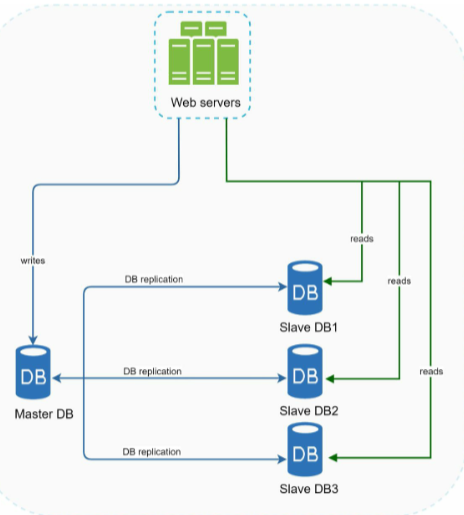 Web servers
writes
reads
DB replication
DB
Slave DB1
reads
DB
Master DB
DB replication
DB
Slave DB2
reads
DB replication
DB
Slave DB3